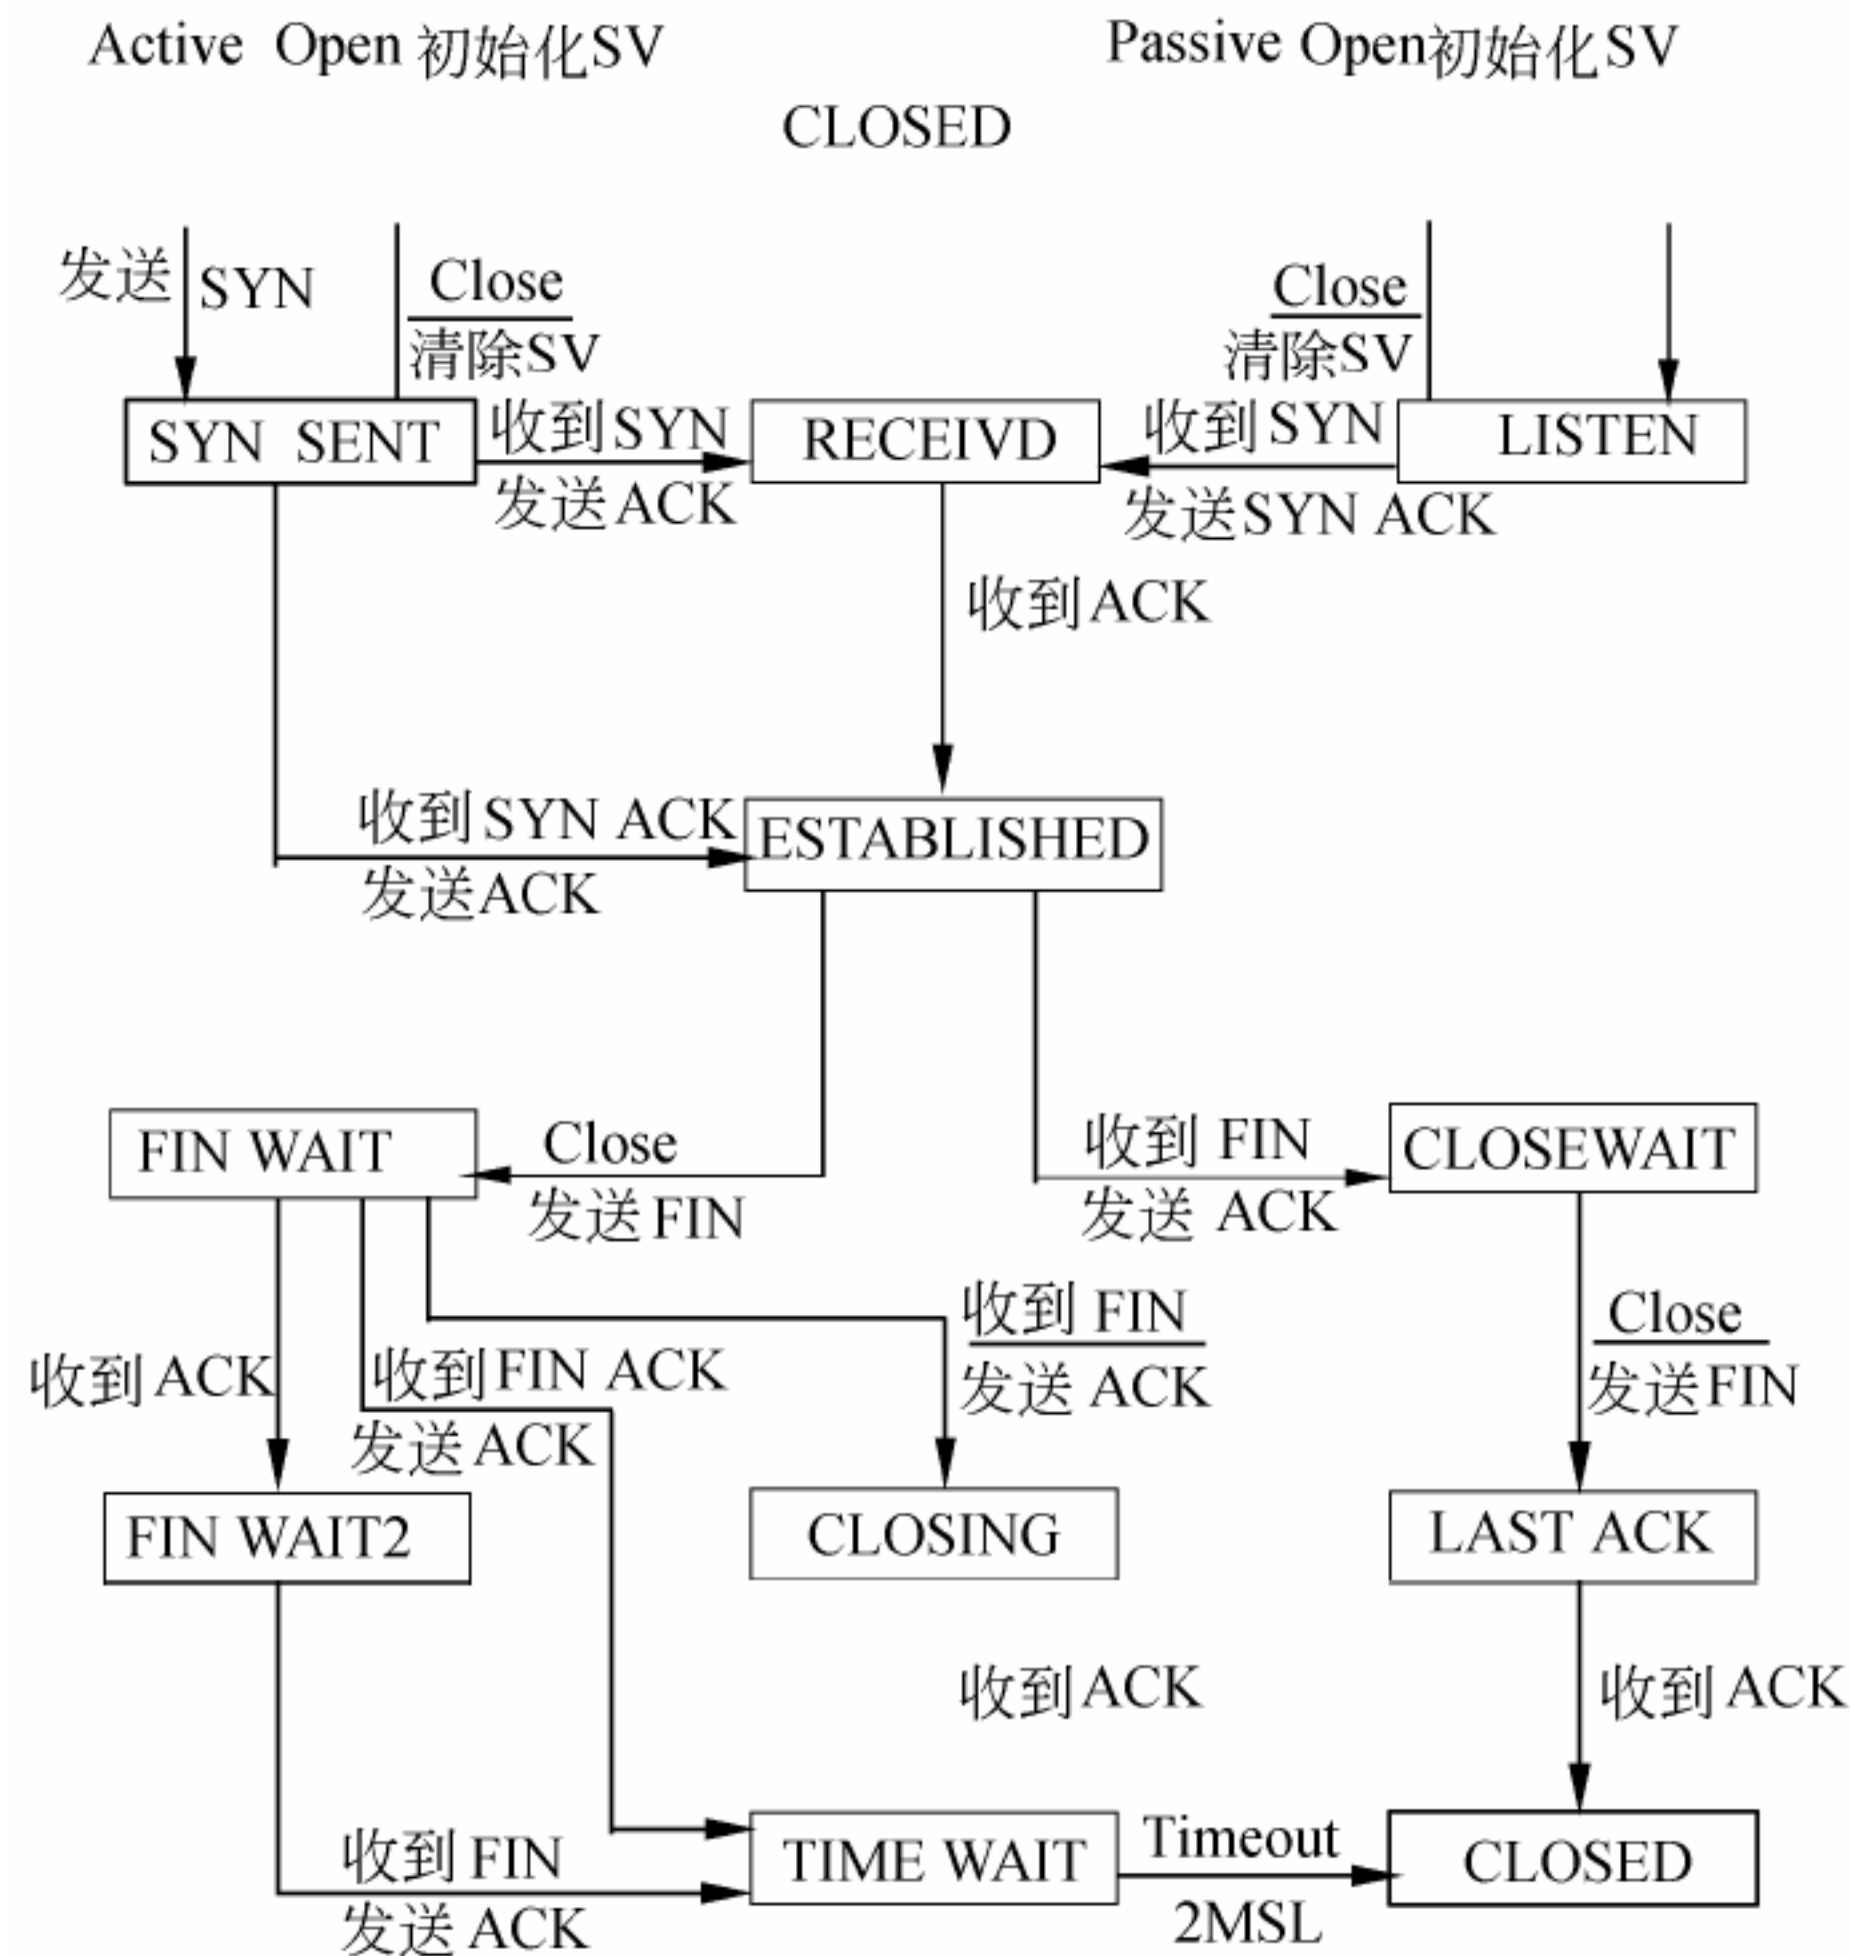 Active Open 初始化SV
Passive Open初始化SV
CLOSED
发送 SYN
Close
清除SV
Close
清除SV
SYN SENT
收到SYN
发送ACK
RECEIVD
收到SYN
发送SYN ACK
LISTEN
收到ACK
收到SYN ACK
发送ACK
ESTABLISHED
FIN WAIT
Close
发送FIN
收到 FIN
发送 ACK
CLOSEWAIT
收到ACK
收到FIN ACK
发送ACK
收到 FIN
发送 ACK
Close
发送FIN
FIN WAIT2
CLOSING
LAST ACK
收到ACK
收到ACK
收到 FIN
发送 ACK
TIME WAIT
Timeout
2MSL
CLOSED